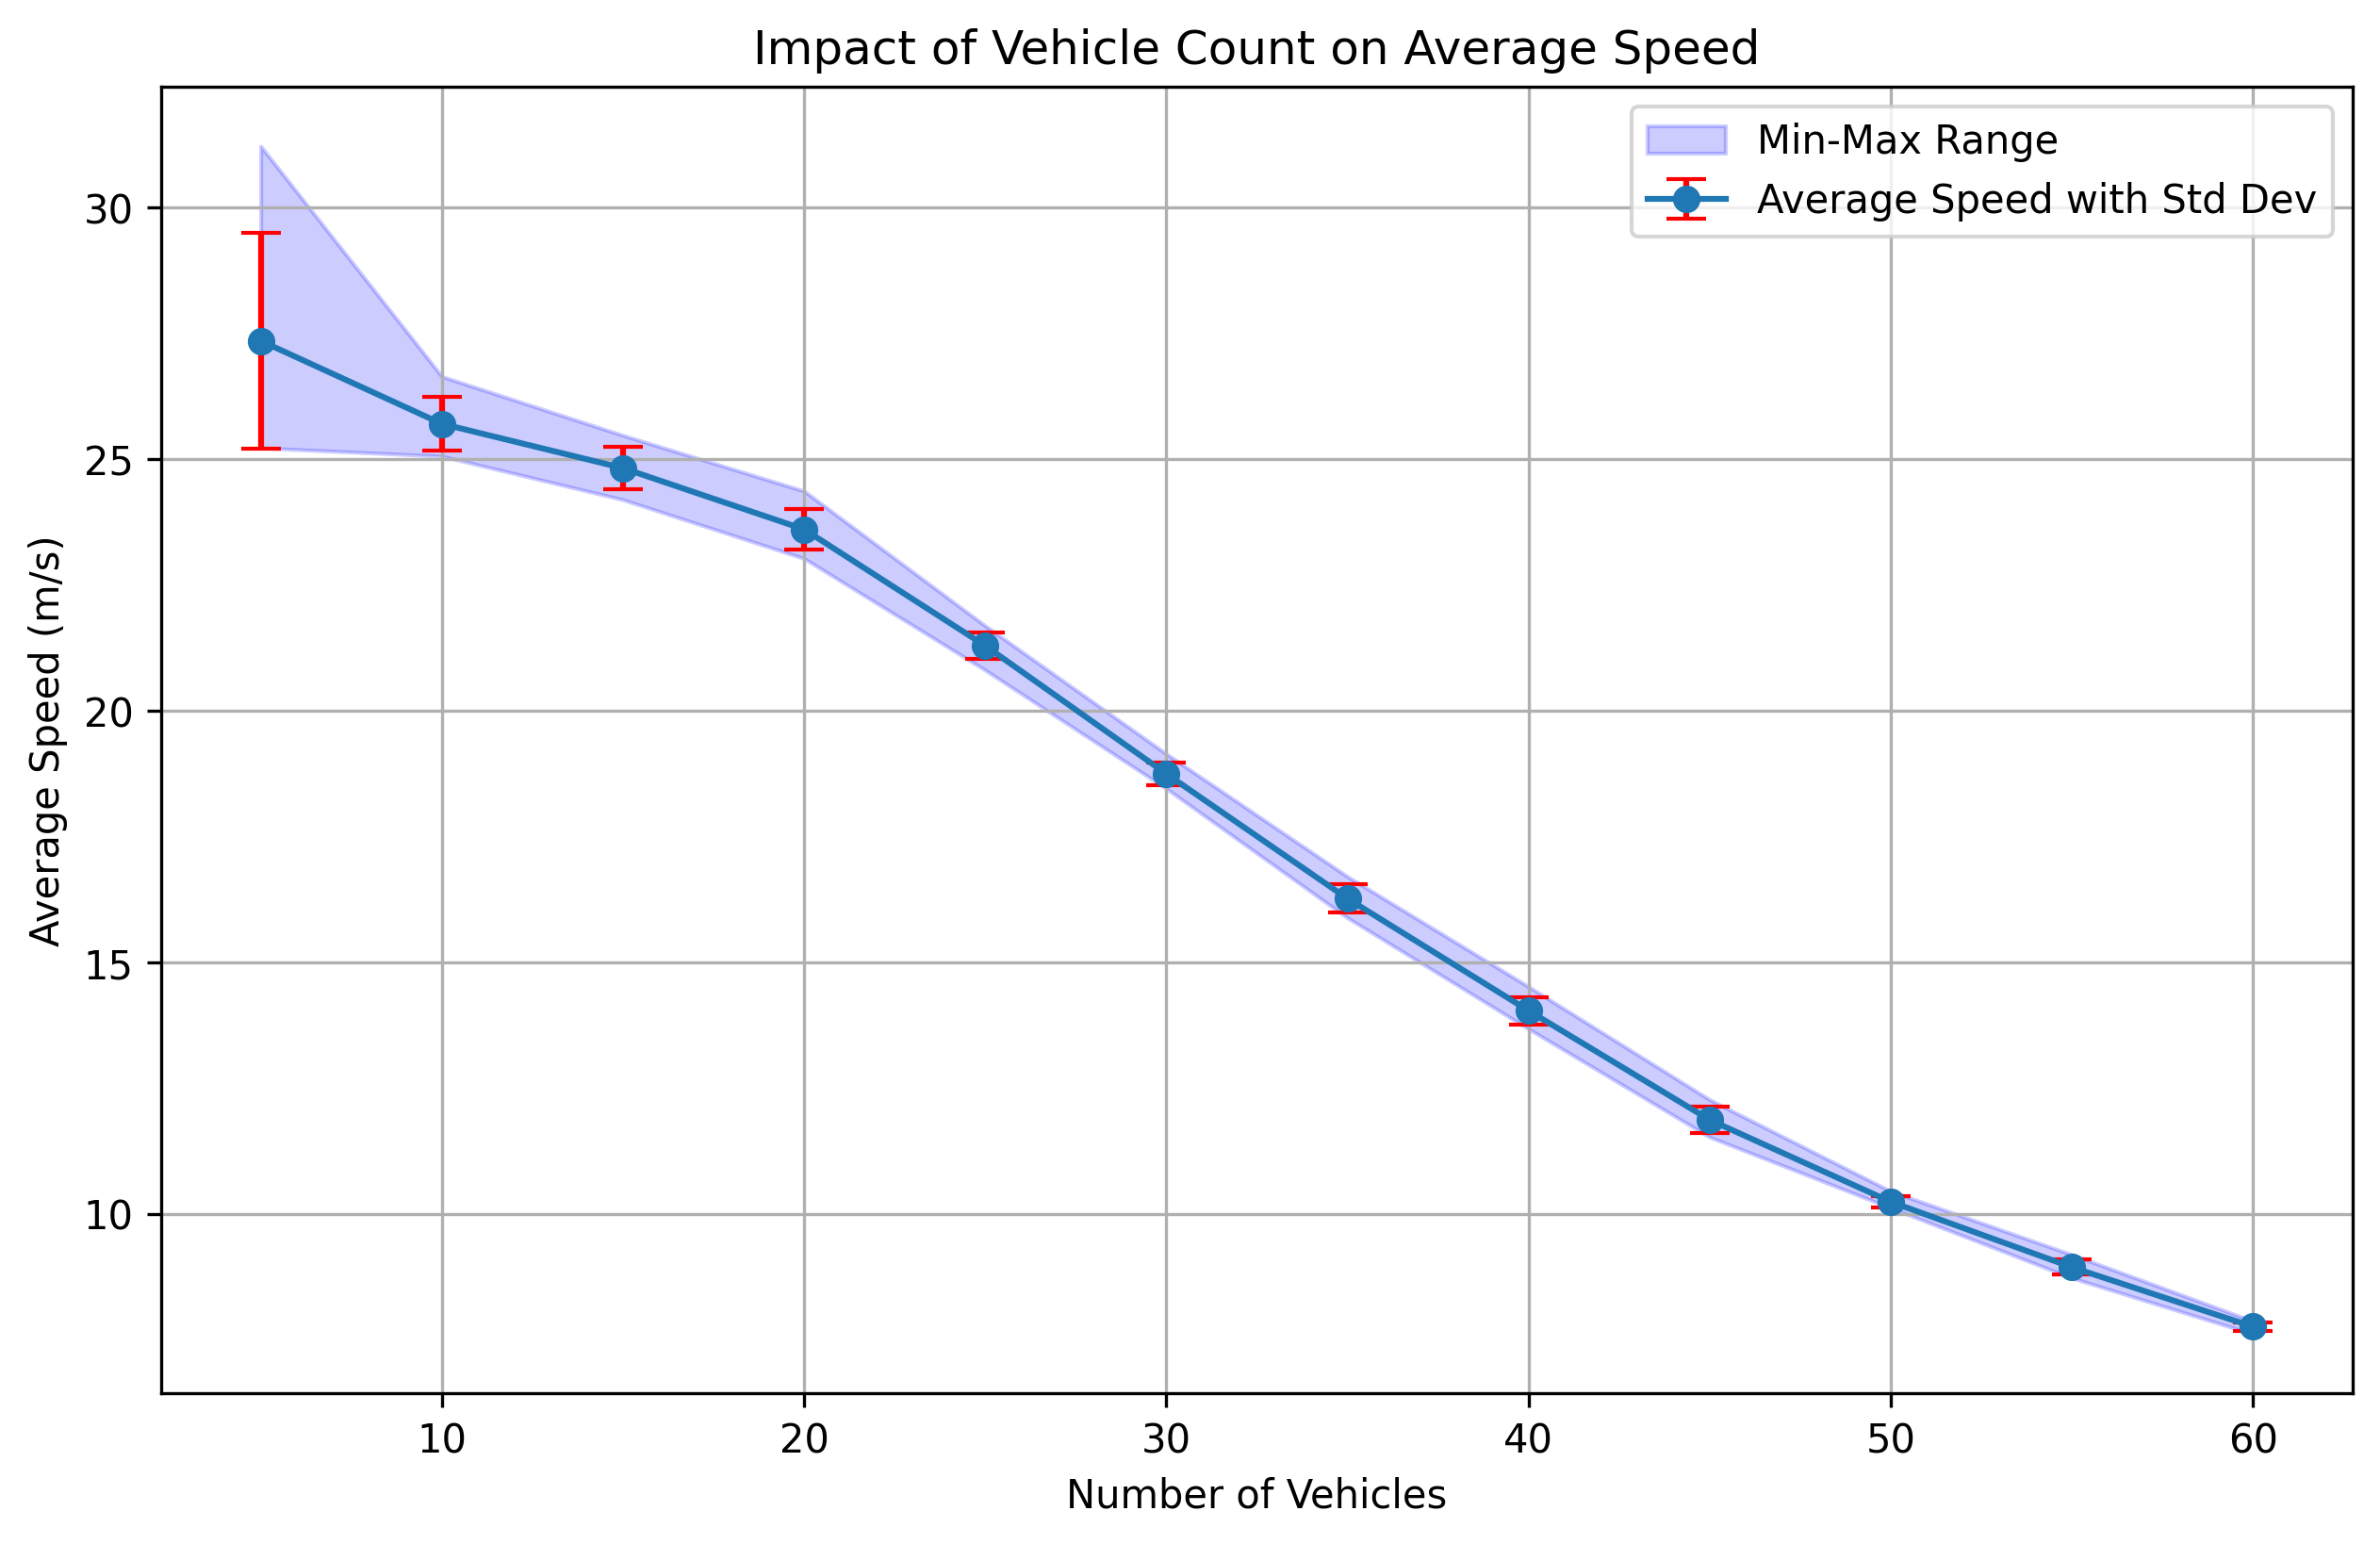 Impact of Vehicle Count on Average Speed
Min-Max Range
Average Speed with Std Dev
Average Speed (m/s)
30
25
20
15
10
10 20 30 40 50 60
Number of Vehicles